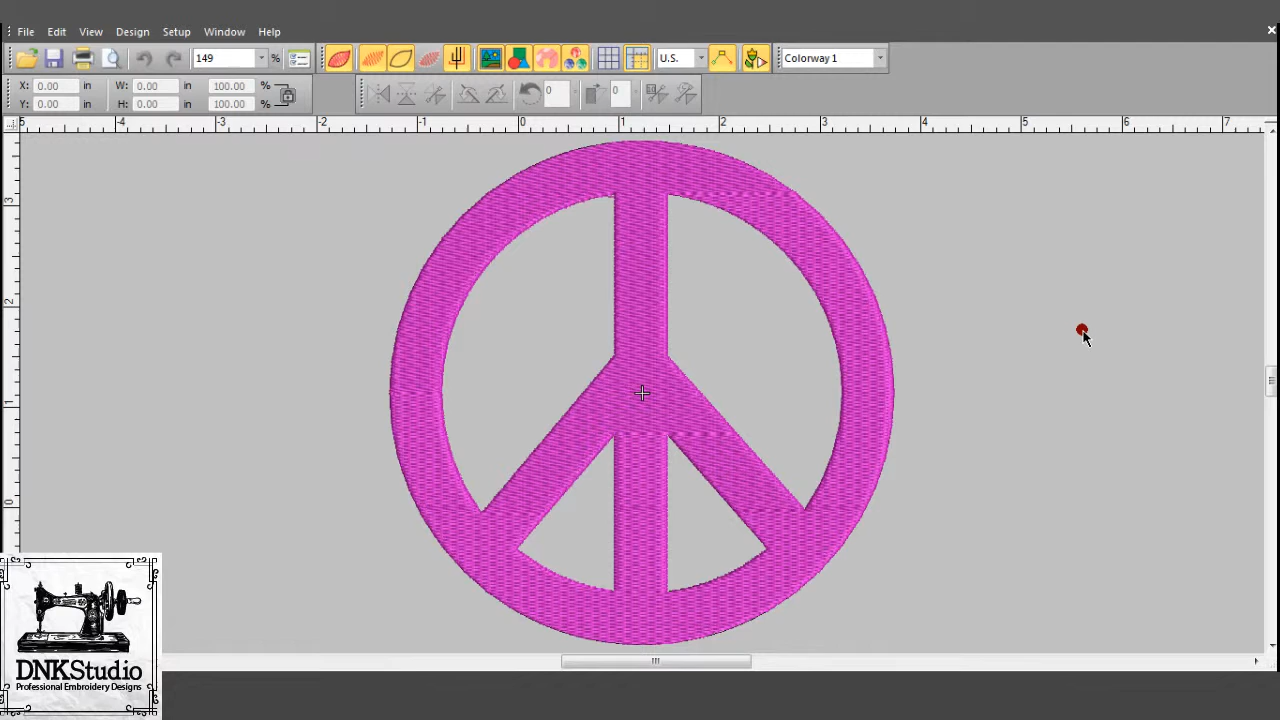 File Edit View Design Setup Window Help
149 % U.S. Colorway 1
X: 0.00 in W: 0.00 in 100.00 % 0 0
Y: 0.00 in H: 0.00 in 100.00 %
5 -4 -3 -2 -1 0 1 2 3 4 5 6 7
3
2
1
0
DNKStudio
Professional Embroidery Designs